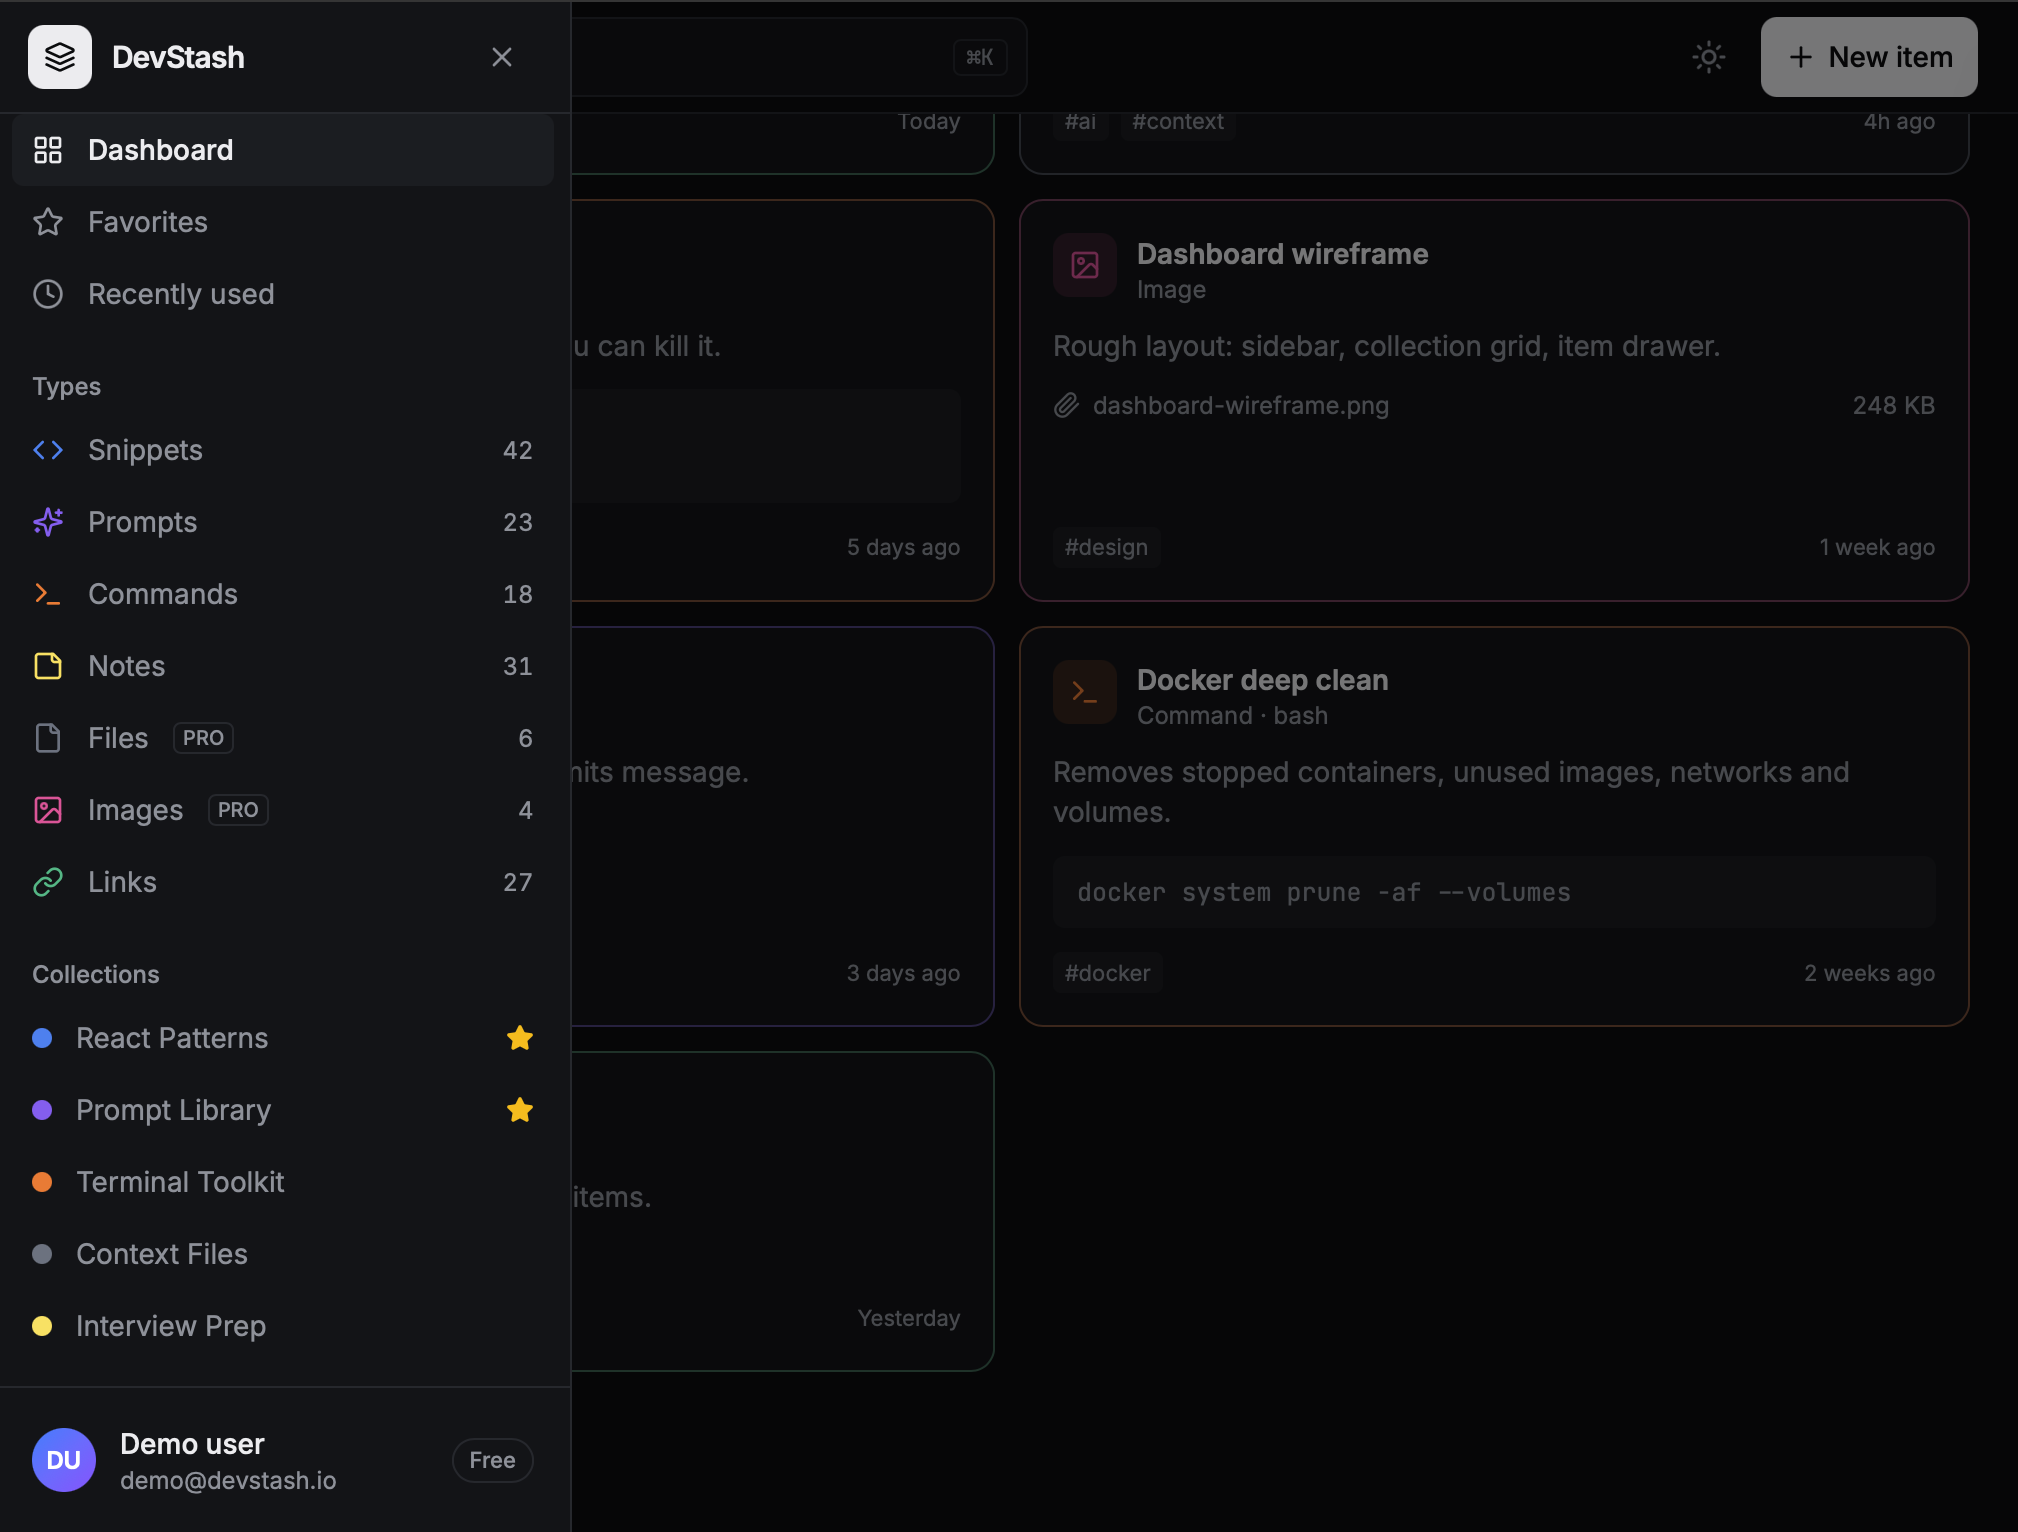 DevStash
Dashboard
Favorites
Recently used
Types
Snippets 42
Prompts 23
Commands 18
Notes 31
Files PRO 6
Images PRO 4
Links 27
Collections
React Patterns
Prompt Library
Terminal Toolkit
Context Files
Interview Prep
DU
Demo user
demo@devstash.io
Free
⌘K
+ New item
Today
#ai #context 4h ago
u can kill it.
5 days ago
Dashboard wireframe
Image
Rough layout: sidebar, collection grid, item drawer.
dashboard-wireframe.png 248 KB
#design 1 week ago
nits message.
3 days ago
Docker deep clean
Command · bash
Removes stopped containers, unused images, networks and
volumes.
docker system prune -af --volumes
#docker 2 weeks ago
items.
Yesterday